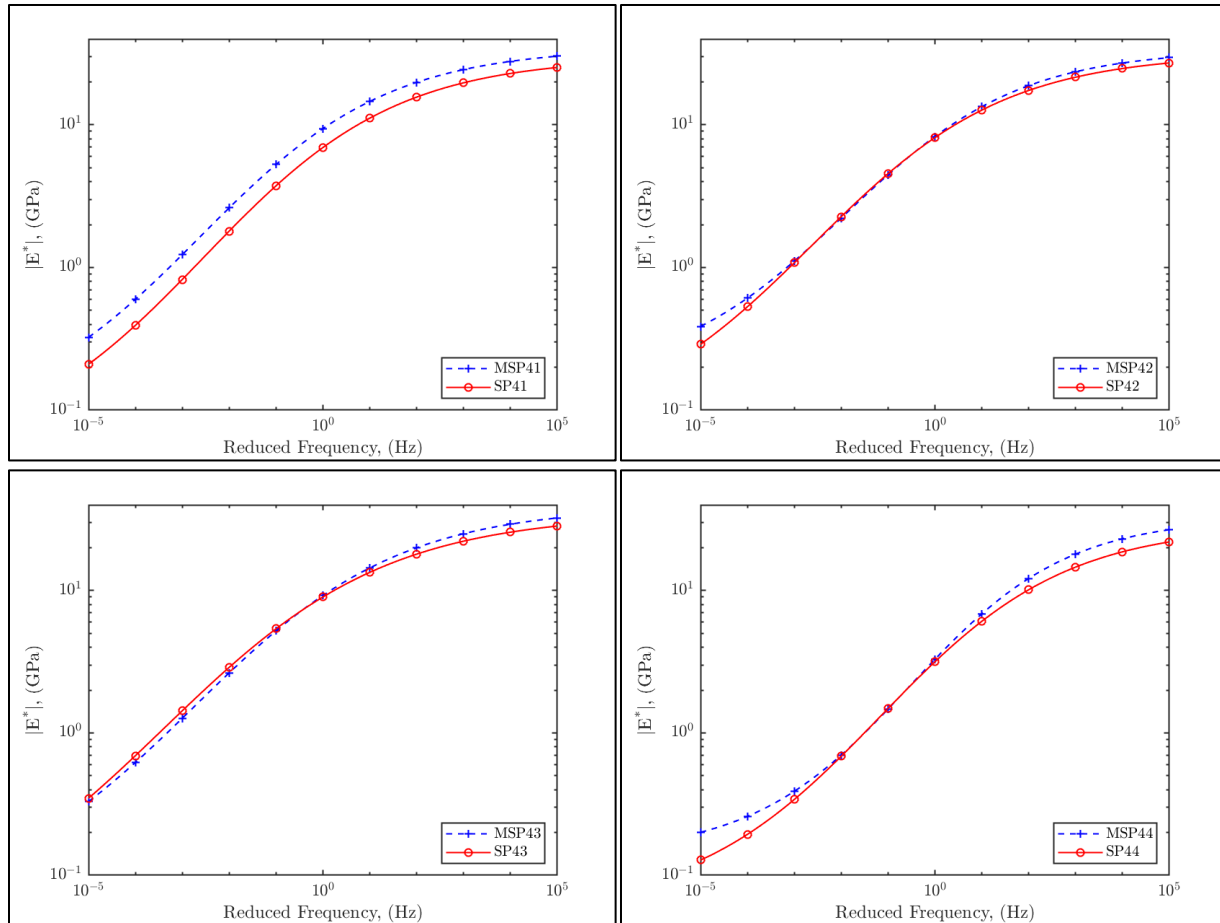 10^1
10^0
10^-1
|E*|, (GPa)
MSP41
SP41
10^-5
10^0
10^5
Reduced Frequency, (Hz)
10^1
10^0
10^-1
|E*|, (GPa)
MSP42
SP42
10^-5
10^0
10^5
Reduced Frequency, (Hz)
10^1
10^0
10^-1
|E*|, (GPa)
MSP43
SP43
10^-5
10^0
10^5
Reduced Frequency, (Hz)
10^1
10^0
10^-1
|E*|, (GPa)
MSP44
SP44
10^-5
10^0
10^5
Reduced Frequency, (Hz)